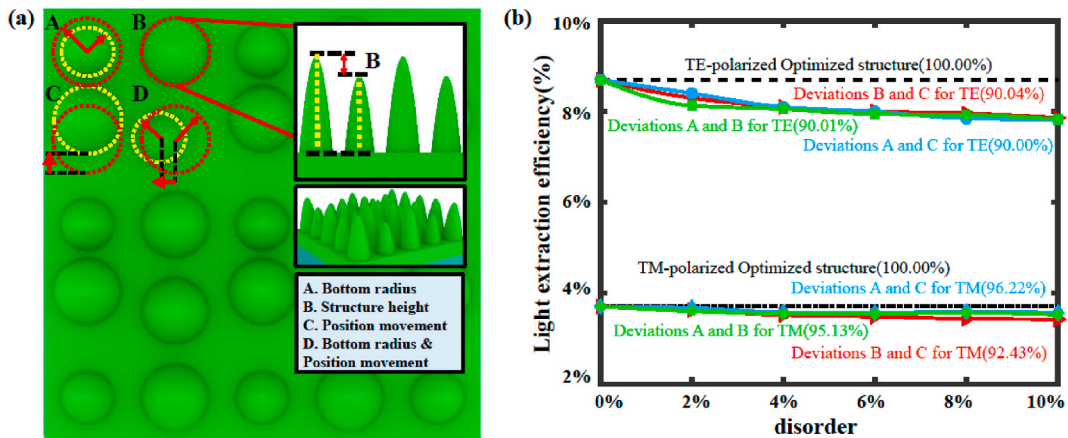 (a)
A
B
C
D
B
A. Bottom radius
B. Structure height
C. Position movement
D. Bottom radius &
Position movement
(b)
Light extraction efficiency(%)
10%
8%
6%
4%
2%
TE-polarized Optimized structure(100.00%)
Deviations B and C for TE(90.04%)
Deviations A and B for TE(90.01%)
Deviations A and C for TE(90.00%)
TM-polarized Optimized structure(100.00%)
Deviations A and C for TM(96.22%)
Deviations A and B for TM(95.13%)
Deviations B and C for TM(92.43%)
0%
2%
4%
6%
8%
10%
disorder